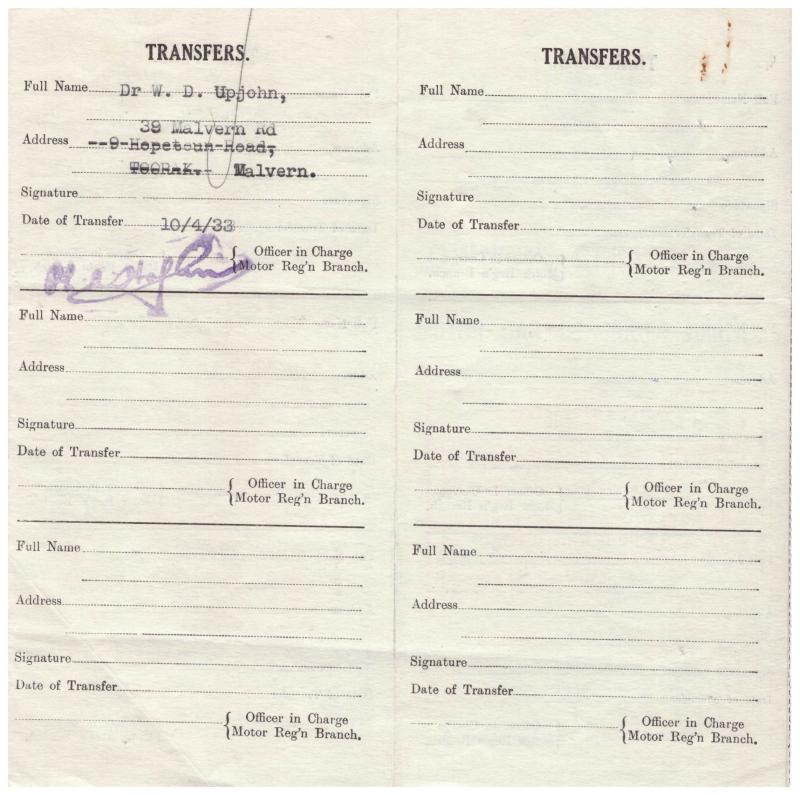 TRANSFERS.
Full Name Dr W. D. Upjohn,
39 Malvern Rd
Address --9-Hopetoun-Road,
TOORAK. Malvern.
Signature
Date of Transfer 10/4/33
Officer in Charge
Motor Reg'n Branch.
Full Name
Address
Signature
Date of Transfer
Officer in Charge
Motor Reg'n Branch.
Full Name
Address
Signature
Date of Transfer
Officer in Charge
Motor Reg'n Branch.
TRANSFERS.
Full Name
Address
Signature
Date of Transfer
Officer in Charge
Motor Reg'n Branch.
Full Name
Address
Signature
Date of Transfer
Officer in Charge
Motor Reg'n Branch.
Full Name
Address
Signature
Date of Transfer
Officer in Charge
Motor Reg'n Branch.